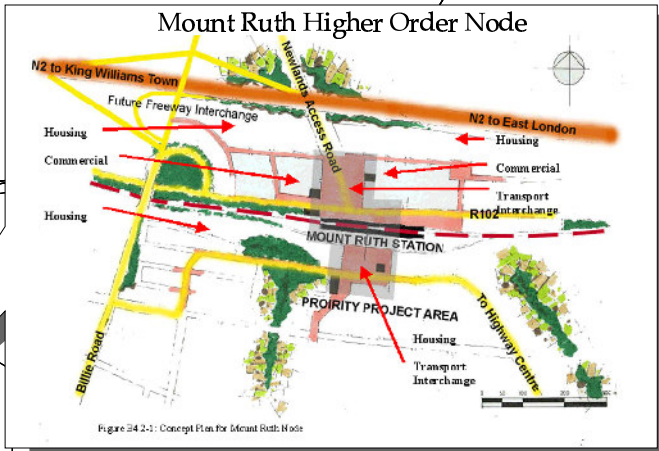 Mount Ruth Higher Order Node
N2 to King Williams Town
Newlands Access Road
Future Freeway Interchange
N2 to East London
Housing
Housing
Commercial
Commercial
Transport
Interchange
R102
Housing
MOUNT RUTH STATION
PROIRITY PROJECT AREA
Billie Road
To Highway Centre
Housing
Transport
Interchange
Figure B4.2-1: Concept Plan for Mount Ruth Node